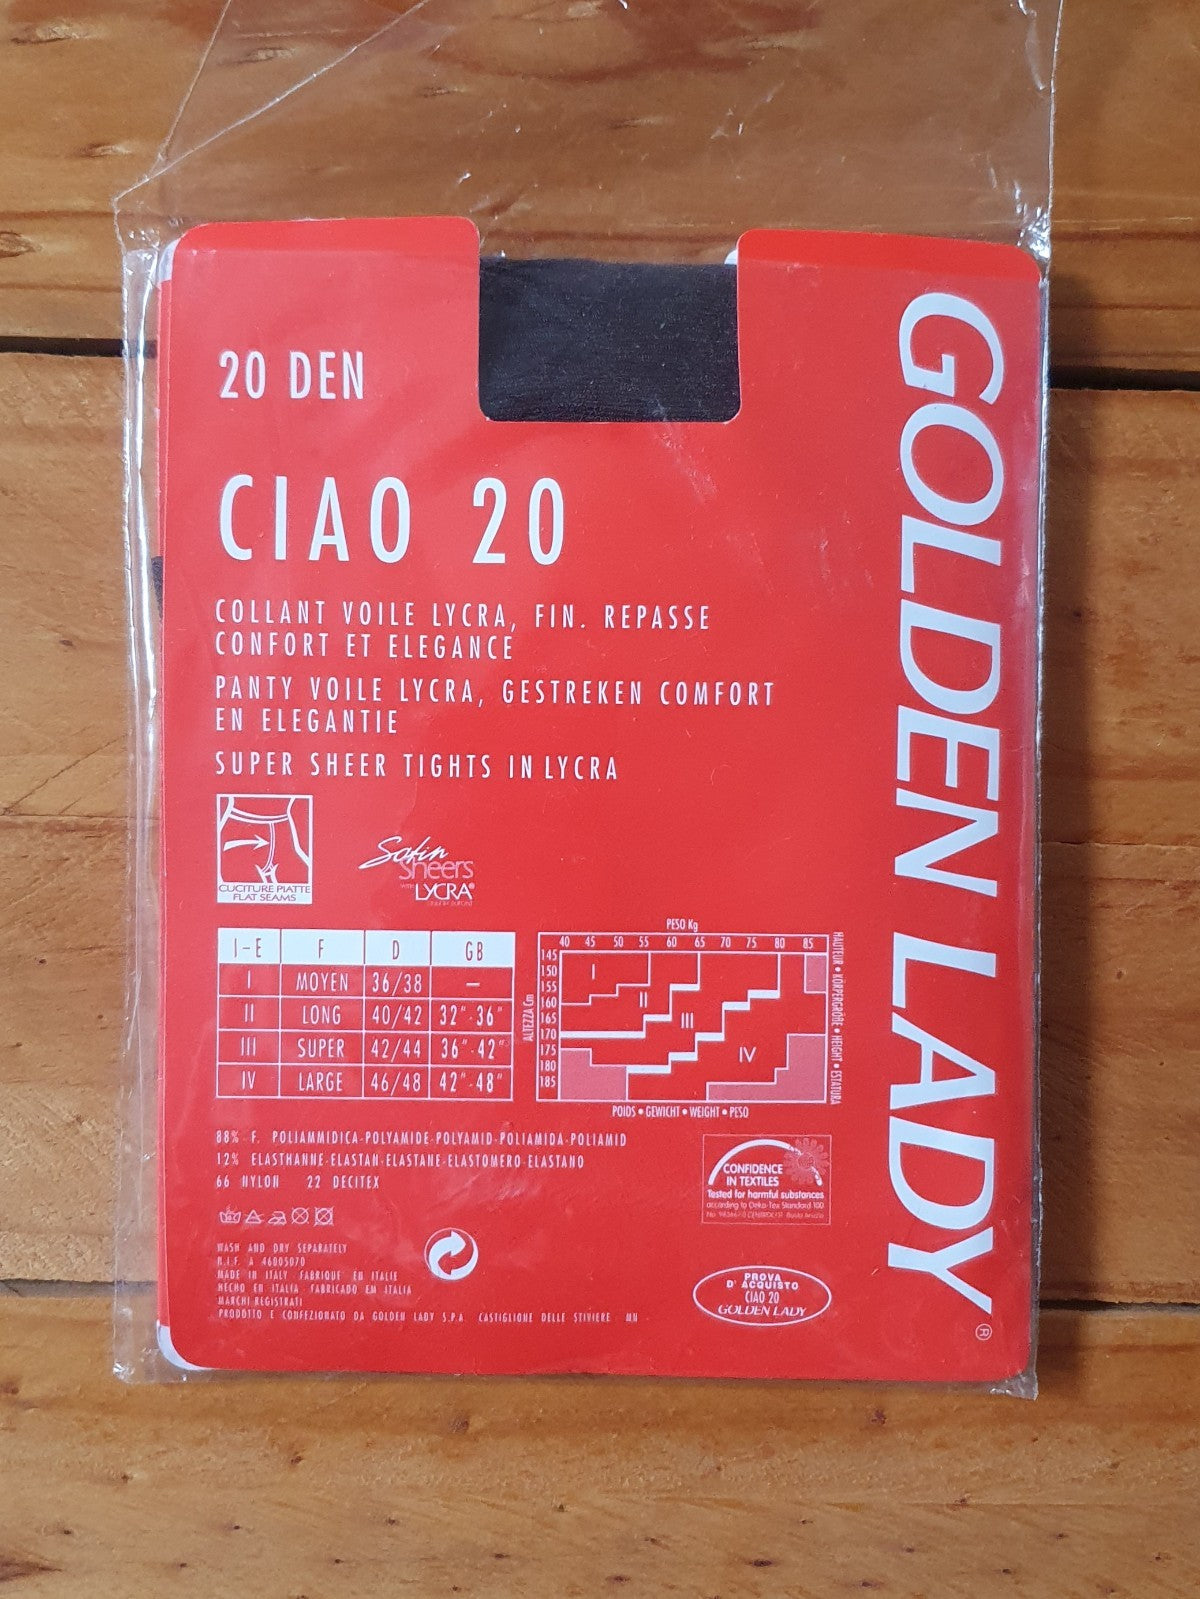 20 DEN
CIAO 20
COLLANT VOILE LYCRA, FIN. REPASSE
CONFORT ET ELEGANCE
PANTY VOILE LYCRA, GESTREKEN COMFORT
EN ELEGANTIE
SUPER SHEER TIGHTS IN LYCRA
CUCITURE PIATTE
FLAT SEAMS
Satin
Sheers
LYCRA®
I-E F D GB
I MOYEN 36/38 –
II LONG 40/42 32"-36"
III SUPER 42/44 36"-42"
IV LARGE 46/48 42"-48"
PESO Kg
40 45 50 55 60 65 70 75 80 85
145
150
155
160
165
170
175
180
185
I
II
III
IV
ALTEZZA Cm
HAUTEUR • KÖRPERGRÖßE • HEIGHT • ESTATURA
POIDS • GEWICHT • WEIGHT • PESO
88% F. POLIAMMIDICA-POLYAMIDE-POLYAMID-POLIAMIDA-POLIAMID
12% ELASTHANNE-ELASTAN-ELASTANE-ELASTOMERO-ELASTANO
66 NYLON 22 DECITEX
CONFIDENCE
IN TEXTILES
Tested for harmful substances
according to Oeko-Tex Standard 100
WASH AND DRY SEPARATELY
N.I.F. A 46005070
MADE IN ITALY FABRIQUE EN ITALIE
HECHO EN ITALIA FABRICADO EM ITALIA
MARCHI REGISTRATI
PRODOTTO E CONFEZIONATO DA GOLDEN LADY S.P.A. CASTIGLIONE DELLE STIVIERE MN
PROVA
D'ACQUISTO
CIAO 20
GOLDEN LADY
GOLDEN LADY ®